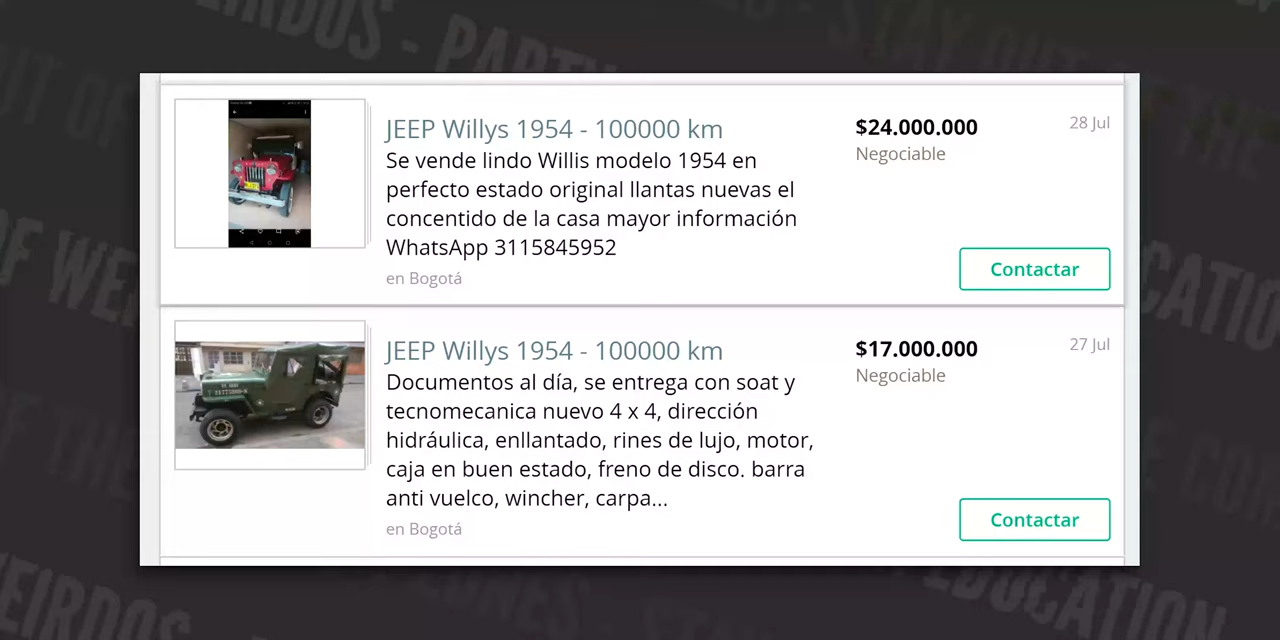 JEEP Willys 1954 - 100000 km
Se vende lindo Willis modelo 1954 en
perfecto estado original llantas nuevas el
concentido de la casa mayor información
WhatsApp 3115845952
en Bogotá
$24.000.000
Negociable
28 Jul
Contactar
JEEP Willys 1954 - 100000 km
Documentos al día, se entrega con soat y
tecnomecanica nuevo 4 x 4, dirección
hidráulica, enllantado, rines de lujo, motor,
caja en buen estado, freno de disco. barra
anti vuelco, wincher, carpa...
en Bogotá
$17.000.000
Negociable
27 Jul
Contactar